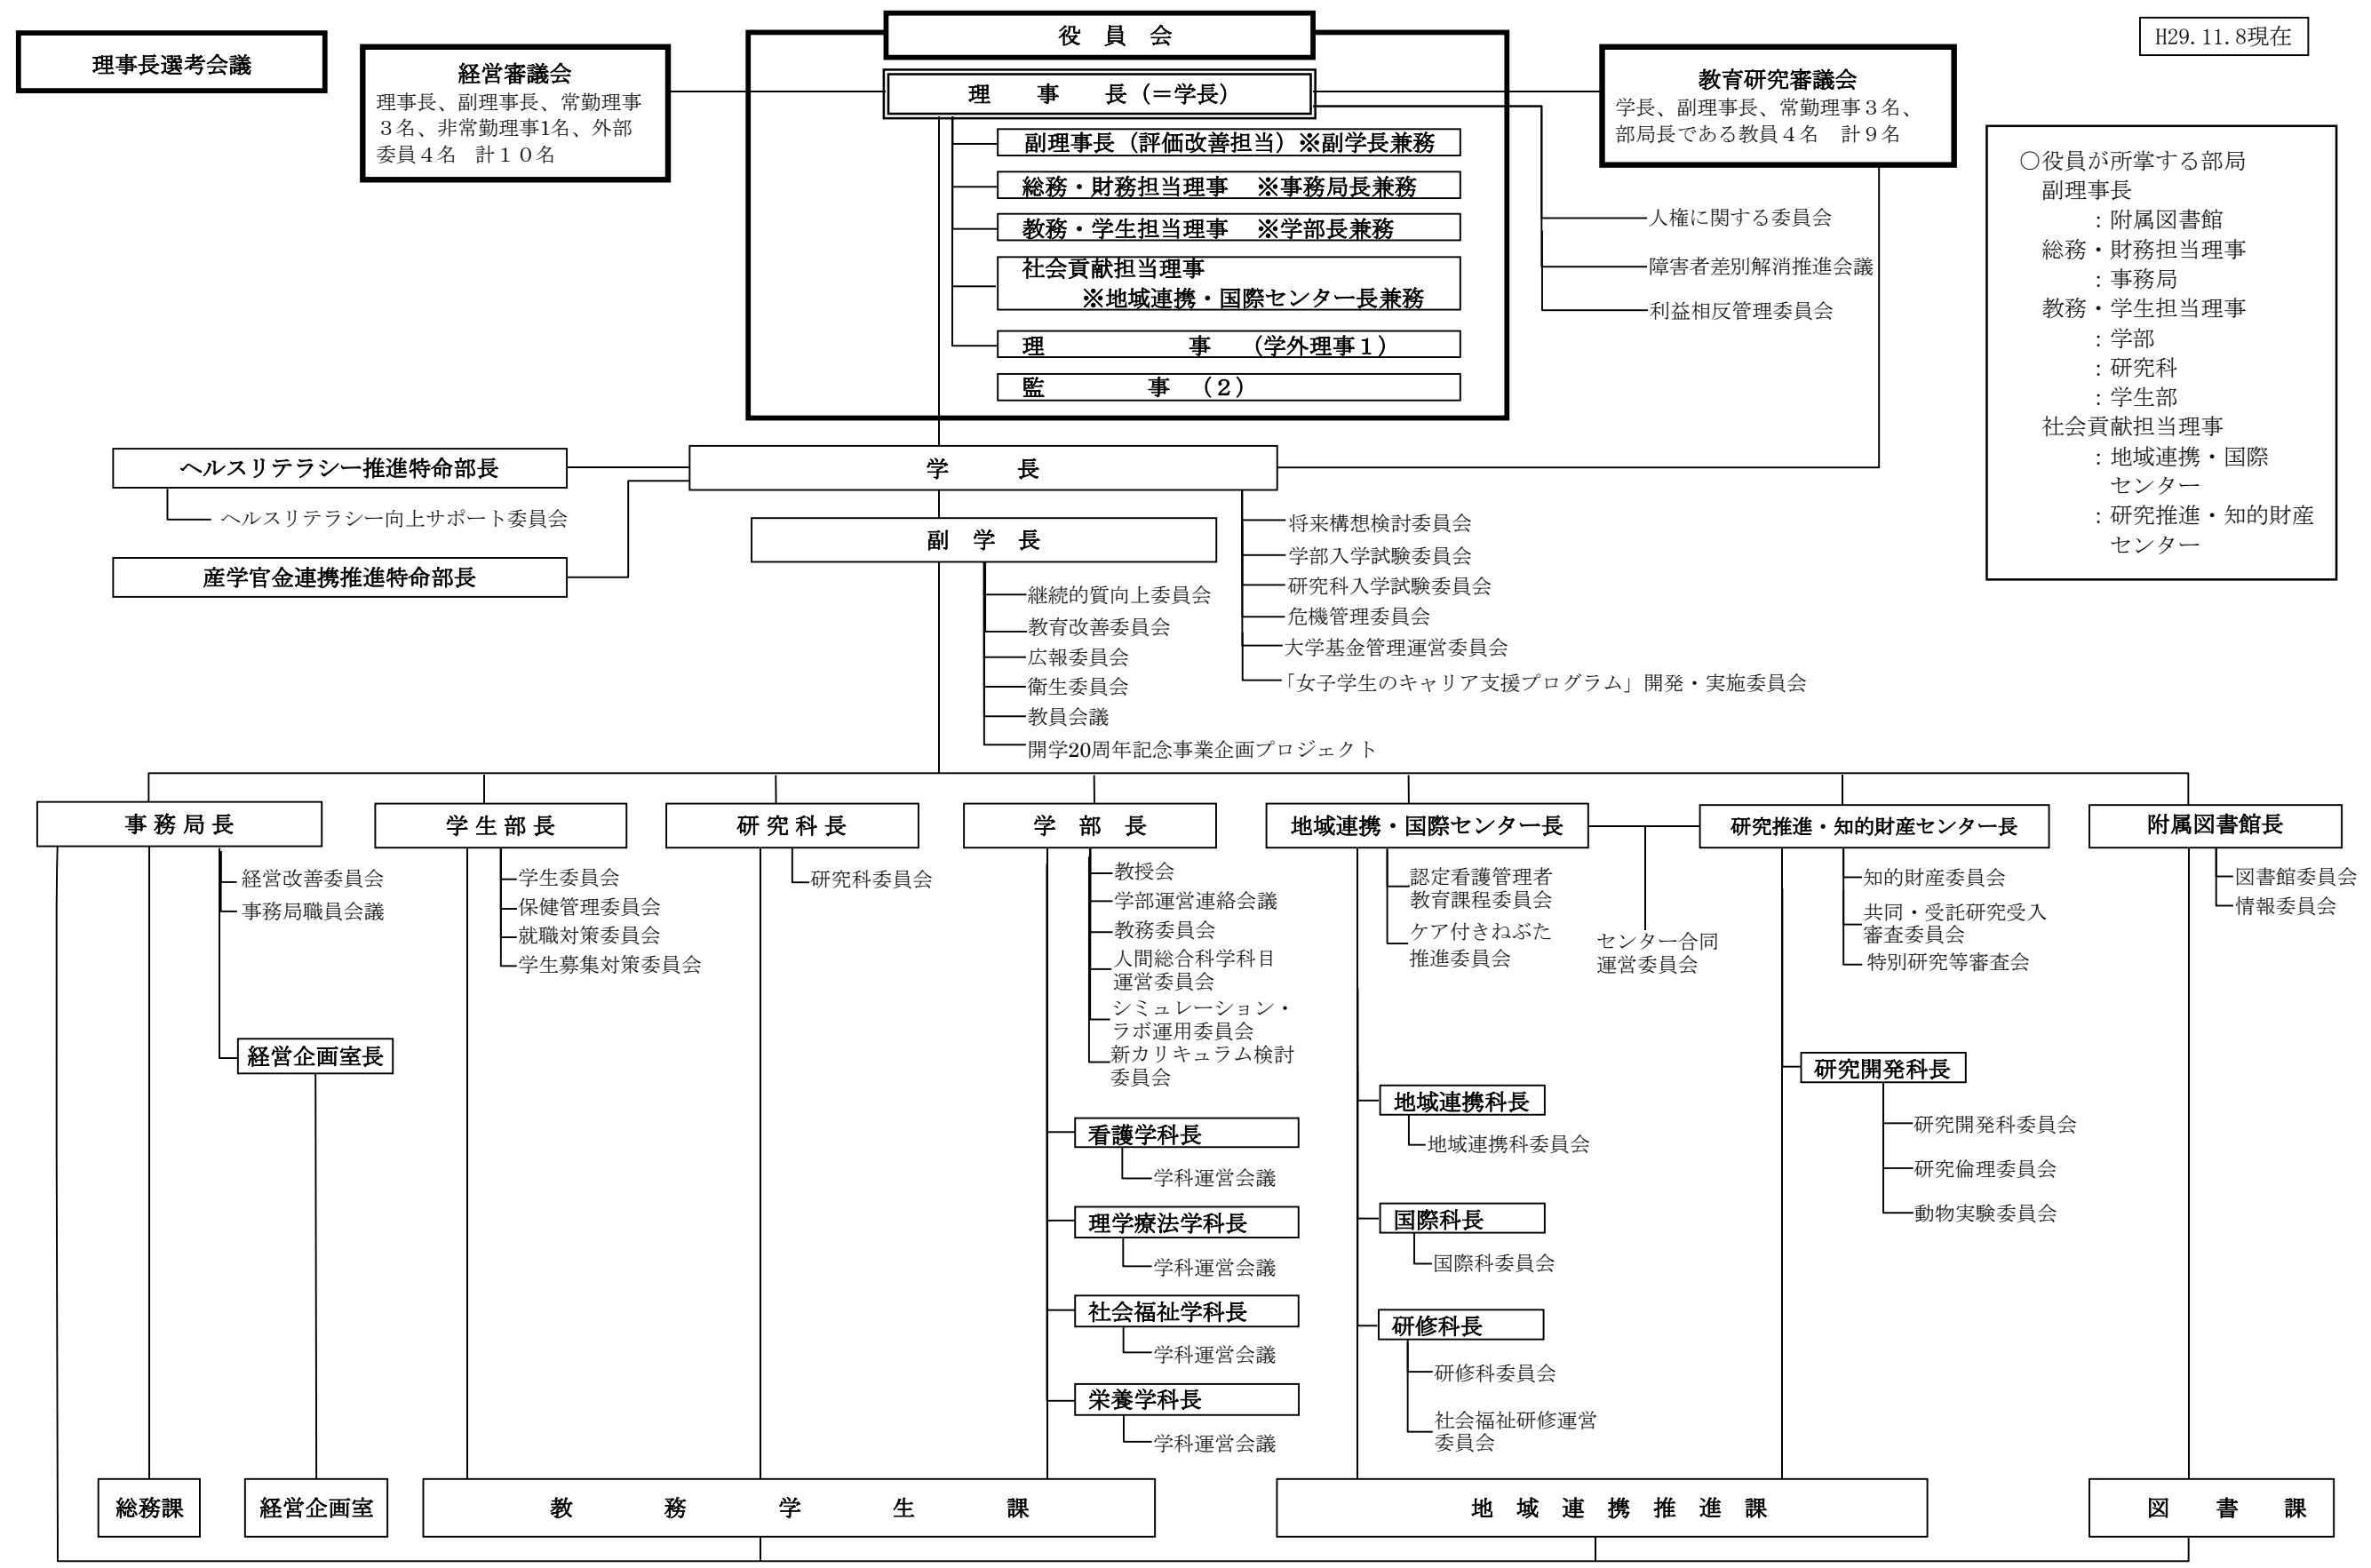 役員会
H29.11.8現在
理事長選考会議
経営審議会
理事長、副理事長、常勤理事
３名、非常勤理事1名、外部
委員４名　計１０名
理事長（＝学長）
副理事長（評価改善担当）※副学長兼務
総務・財務担当理事　※事務局長兼務
教務・学生担当理事　※学部長兼務
社会貢献担当理事
※地域連携・国際センター長兼務
理事（学外理事１）
監事（２）
教育研究審議会
学長、副理事長、常勤理事３名、
部局長である教員４名　計９名
人権に関する委員会
障害者差別解消推進会議
利益相反管理委員会
○役員が所掌する部局
副理事長
：附属図書館
総務・財務担当理事
：事務局
教務・学生担当理事
：学部
：研究科
：学生部
社会貢献担当理事
：地域連携・国際
センター
：研究推進・知的財産
センター
ヘルスリテラシー推進特命部長
ヘルスリテラシー向上サポート委員会
産学官金連携推進特命部長
学長
副学長
継続的質向上委員会
教育改善委員会
広報委員会
衛生委員会
教員会議
開学20周年記念事業企画プロジェクト
将来構想検討委員会
学部入学試験委員会
研究科入学試験委員会
危機管理委員会
大学基金管理運営委員会
「女子学生のキャリア支援プログラム」開発・実施委員会
事務局長
経営改善委員会
事務局職員会議
経営企画室長
学生部長
学生委員会
保健管理委員会
就職対策委員会
学生募集対策委員会
研究科長
研究科委員会
学部長
教授会
学部運営連絡会議
教務委員会
人間総合科学科目
運営委員会
シミュレーション・
ラボ運用委員会
新カリキュラム検討
委員会
看護学科長
学科運営会議
理学療法学科長
学科運営会議
社会福祉学科長
学科運営会議
栄養学科長
学科運営会議
地域連携・国際センター長
認定看護管理者
教育課程委員会
ケア付きねぶた
推進委員会
地域連携科長
地域連携科委員会
国際科長
国際科委員会
研修科長
研修科委員会
社会福祉研修運営
委員会
センター合同
運営委員会
研究推進・知的財産センター長
知的財産委員会
共同・受託研究受入
審査委員会
特別研究等審査会
研究開発科長
研究開発科委員会
研究倫理委員会
動物実験委員会
附属図書館長
図書館委員会
情報委員会
総務課
経営企画室
教務学生課
地域連携推進課
図書課